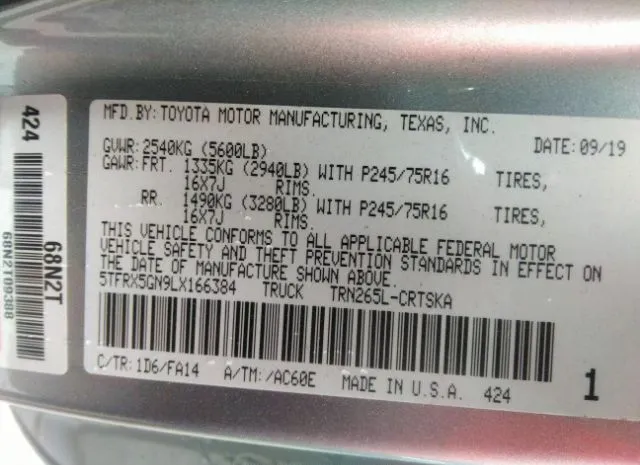 MFD.BY: TOYOTA MOTOR MANUFACTURING, TEXAS, INC.
GVWR: 2540KG (5600LB) DATE: 09/19
GAWR: FRT. 1335KG (2940LB) WITH P245/75R16 TIRES,
16X7J RIMS.
RR. 1490KG (3280LB) WITH P245/75R16 TIRES,
16X7J RIMS.
THIS VEHICLE CONFORMS TO ALL APPLICABLE FEDERAL MOTOR
VEHICLE SAFETY AND THEFT PREVENTION STANDARDS IN EFFECT ON
THE DATE OF MANUFACTURE SHOWN ABOVE.
5TFRX5GN9LX166384 TRUCK TRN265L-CRTSKA
C/TR: 1D6/FA14 A/TM: /AC60E MADE IN U.S.A. 424 1
424 68N2T
68N2T09388